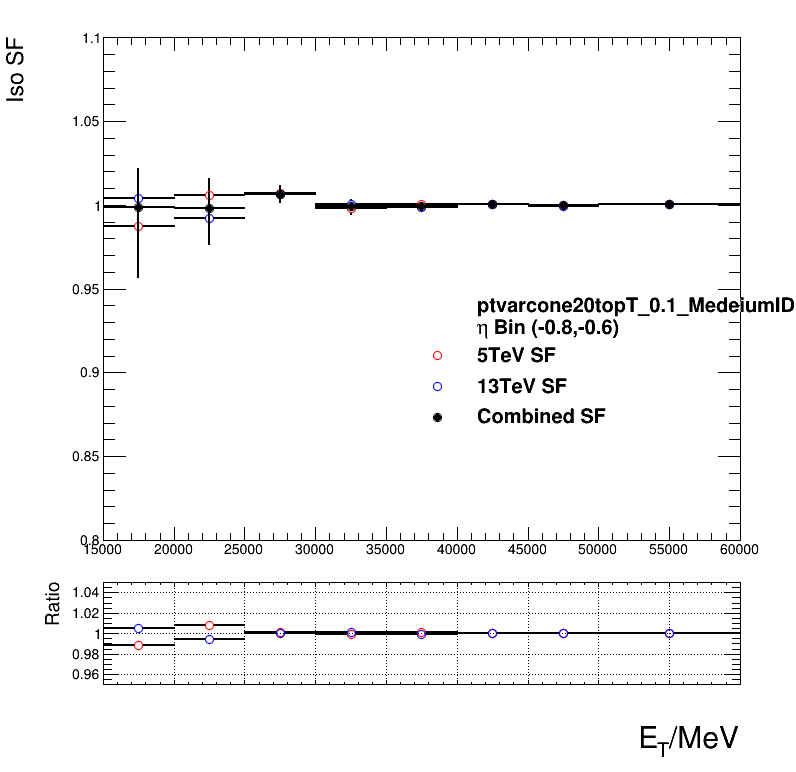 Iso SF
1.1
1.05
1
0.95
0.9
0.85
0.8
ptvarcone20topT_0.1_MedeiumID
η Bin (-0.8,-0.6)
5TeV SF
13TeV SF
Combined SF
15000 20000 25000 30000 35000 40000 45000 50000 55000 60000
Ratio
1.04
1.02
1
0.98
0.96
E_T/MeV